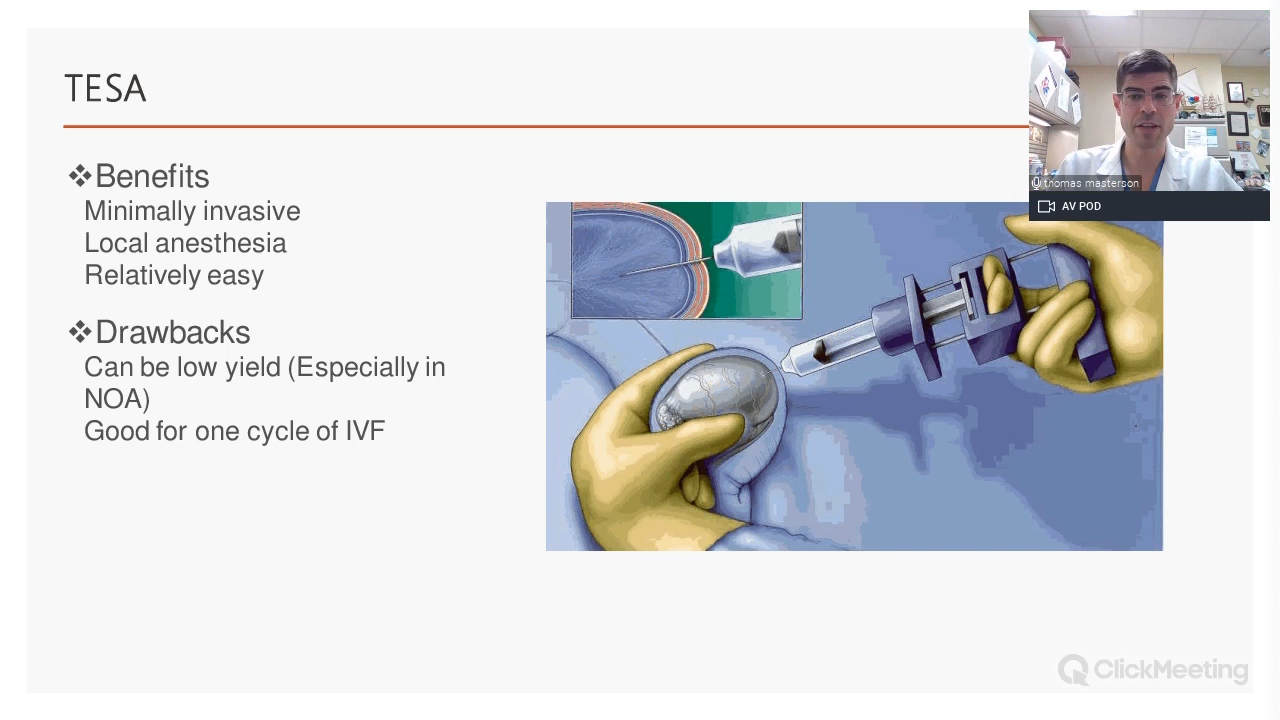 TESA
❖Benefits
Minimally invasive
Local anesthesia
Relatively easy
❖Drawbacks
Can be low yield (Especially in
NOA)
Good for one cycle of IVF
thomas masterson
AV POD
ClickMeeting